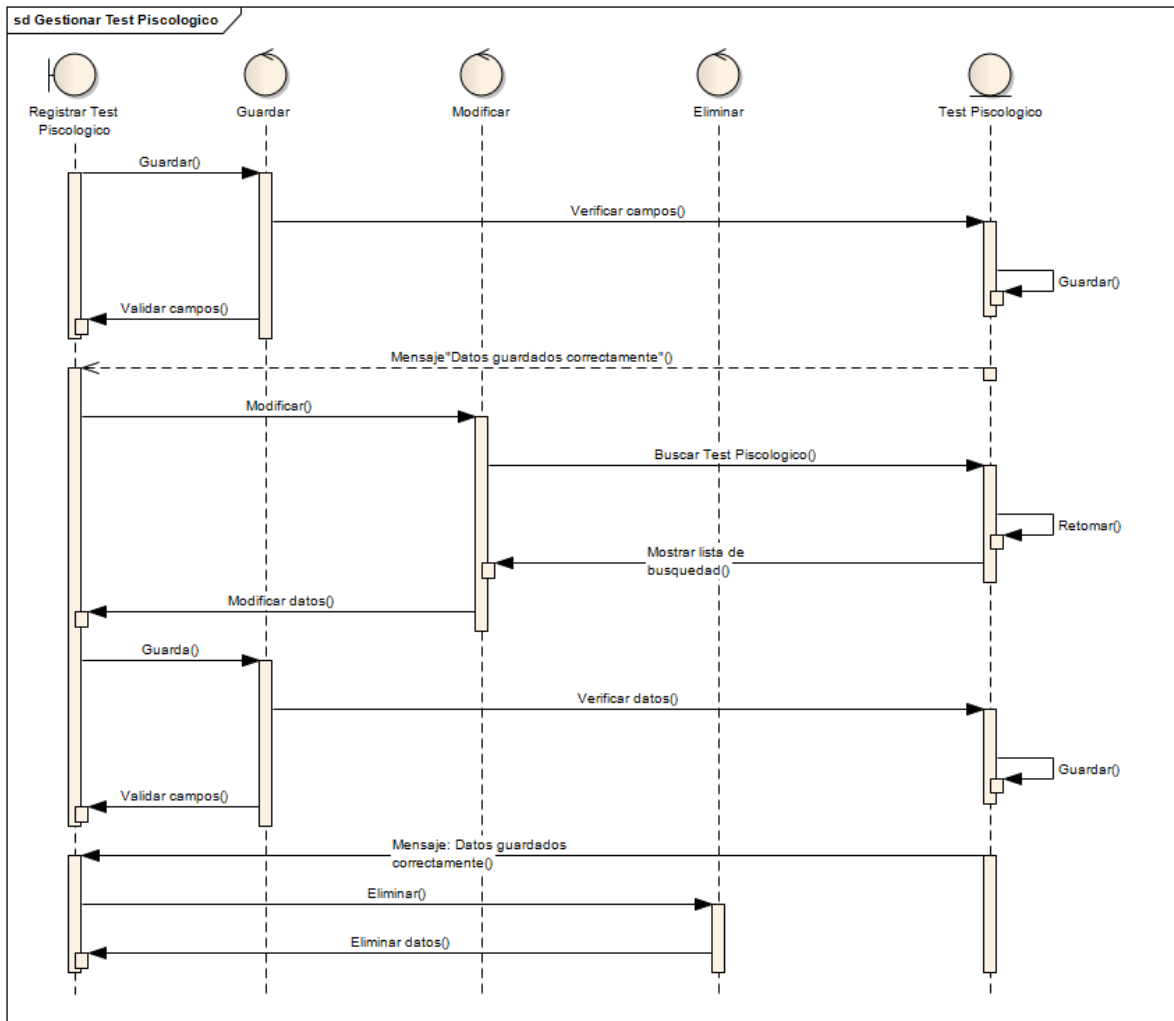 sd Gestionar Test Piscologico
Registrar Test
Piscologico
Guardar
Modificar
Eliminar
Test Piscologico
Guardar()
Verificar campos()
Guardar()
Validar campos()
Mensaje"Datos guardados correctamente"()
Modificar()
Buscar Test Piscologico()
Retomar()
Mostrar lista de
busquedad()
Modificar datos()
Guarda()
Verificar datos()
Guardar()
Validar campos()
Mensaje: Datos guardados
correctamente()
Eliminar()
Eliminar datos()